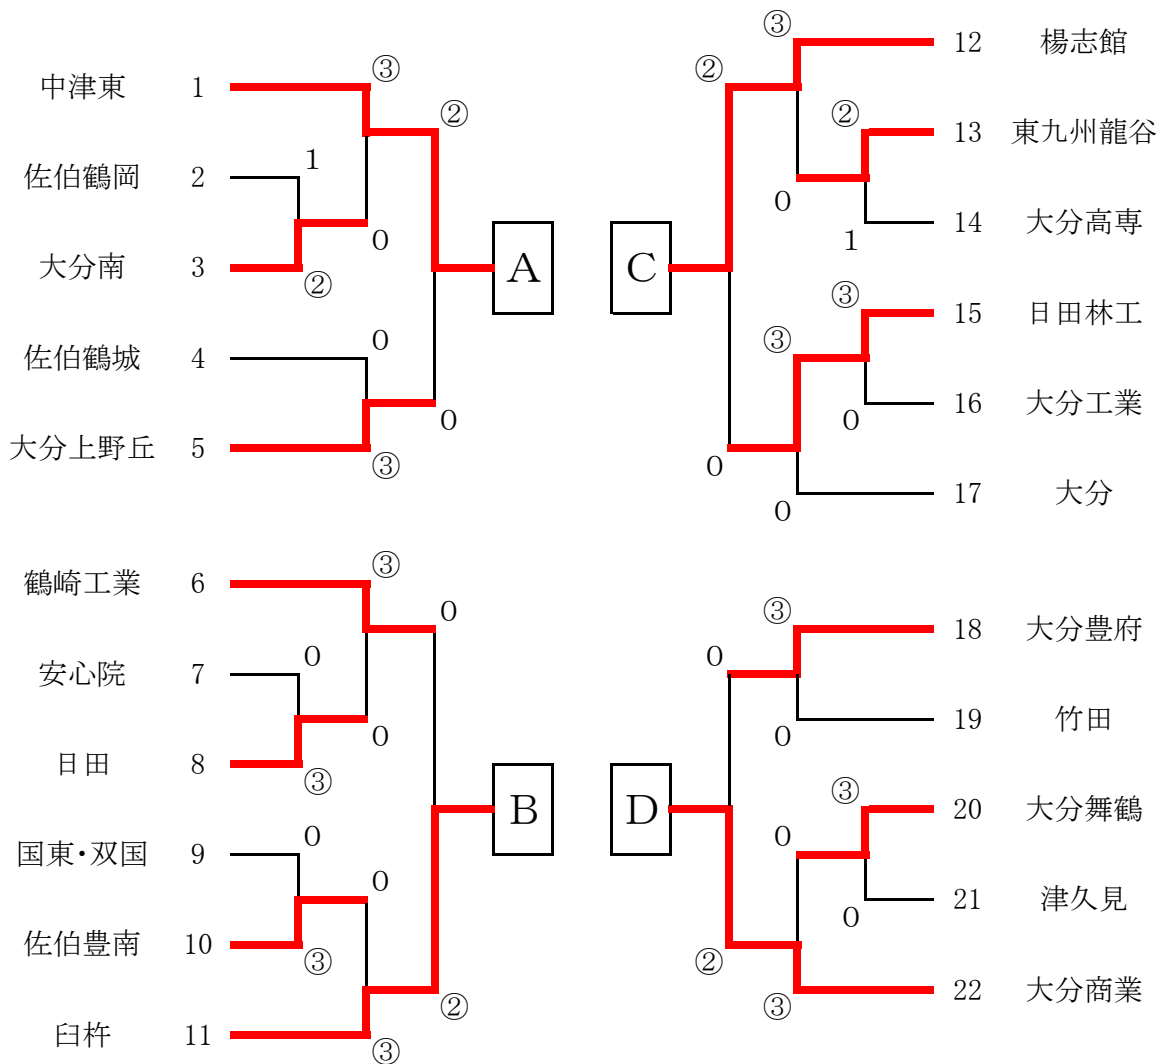 中津東 1 ③
②
佐伯鶴岡 2 1
0
大分南 3 ②
A
佐伯鶴城 4 0
0
大分上野丘 5 ③
鶴崎工業 6 ③
0
安心院 7 0
0
日田 8 ③
B
国東・双国 9 0
0
佐伯豊南 10 ③
②
臼杵 11 ③
③ 12 楊志館
②
② 13 東九州龍谷
0
1 14 大分高専
C
③ 15 日田林工
③
0 16 大分工業
0
0 17 大分
③ 18 大分豊府
0
0 19 竹田
D
③ 20 大分舞鶴
0
0 21 津久見
②
③ 22 大分商業